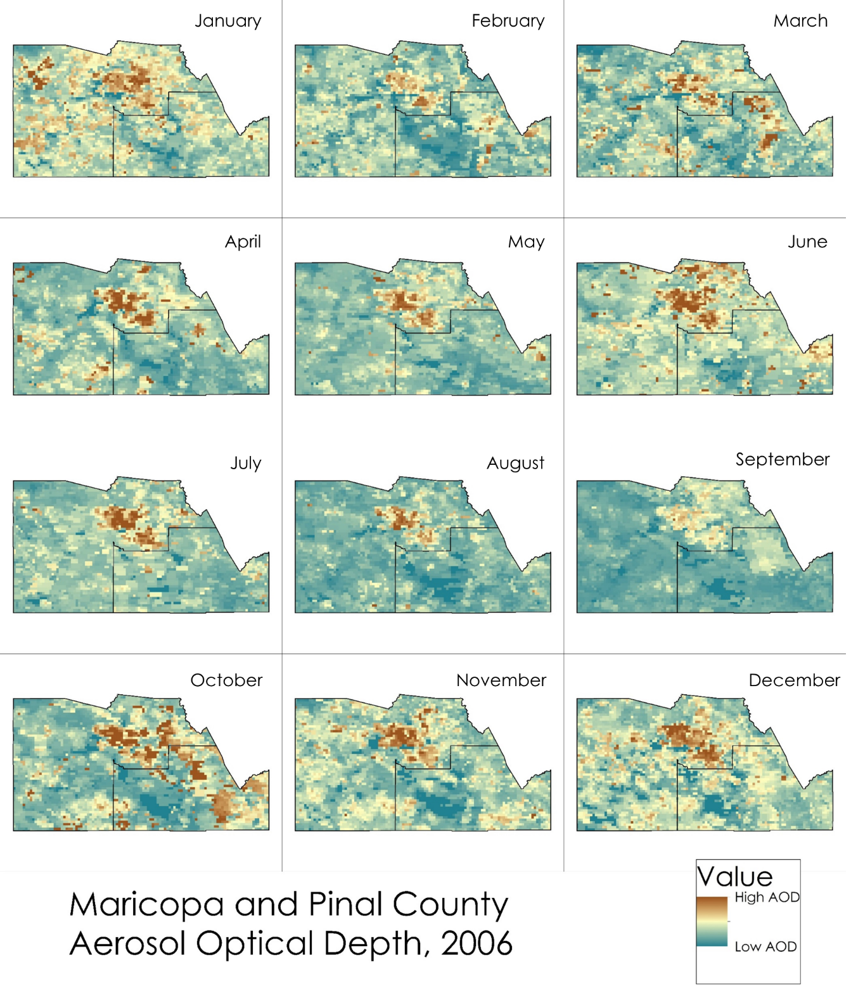 January
February
March
April
May
June
July
August
September
October
November
December
Maricopa and Pinal County
Aerosol Optical Depth, 2006
Value
High AOD
Low AOD